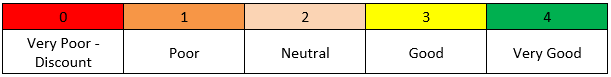 0 1 2 3 4
Very Poor -
Discount
Poor
Neutral
Good
Very Good